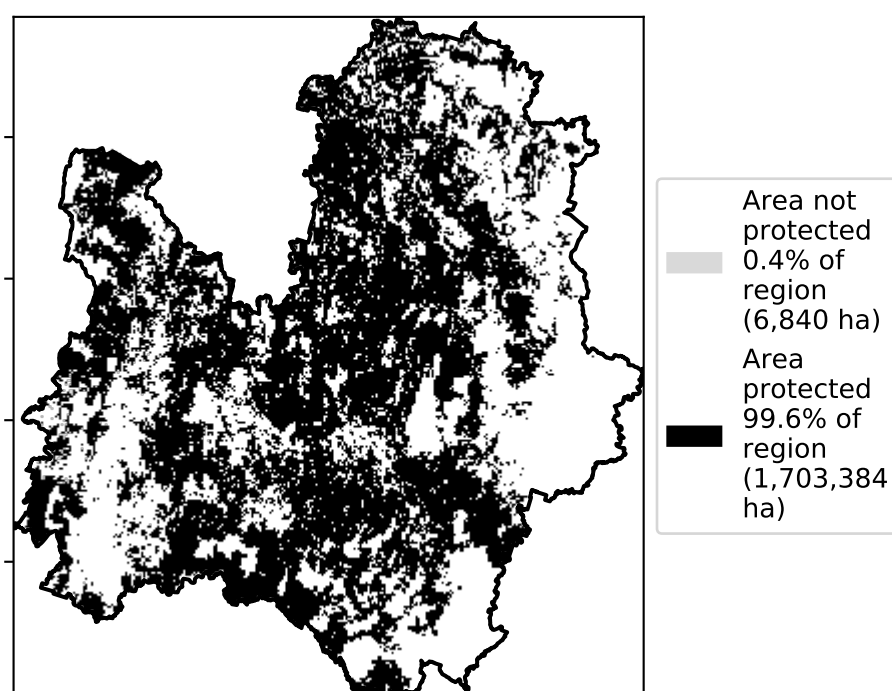 Area not
protected
0.4% of
region
(6,840 ha)
Area
protected
99.6% of
region
(1,703,384
ha)